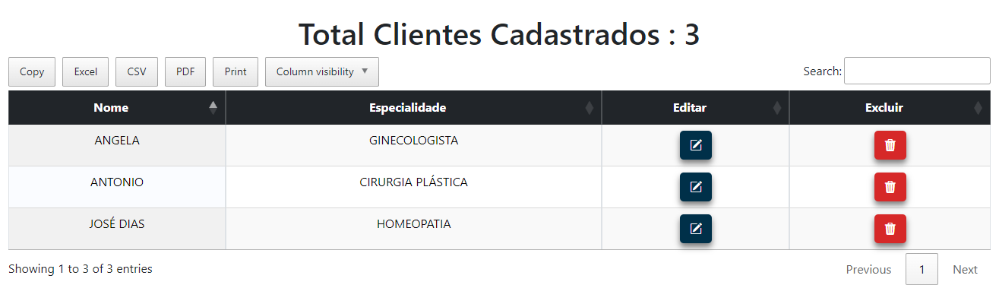 Total Clientes Cadastrados : 3
Copy Excel CSV PDF Print Column visibility Search:
Nome Especialidade Editar Excluir
ANGELA GINECOLOGISTA
ANTONIO CIRURGIA PLÁSTICA
JOSÉ DIAS HOMEOPATIA
Showing 1 to 3 of 3 entries Previous 1 Next